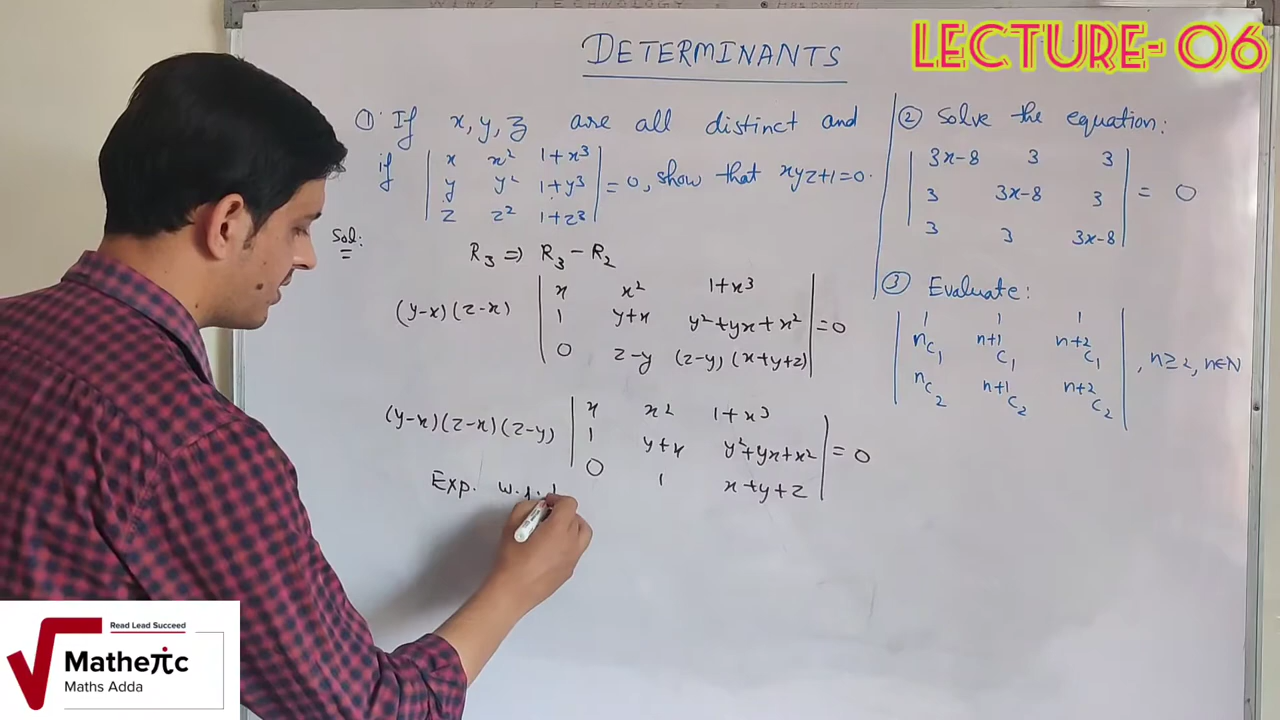 LECTURE- 06
DETERMINANTS
① If x, y, z are all distinct and
if | x x² 1+x³ |
| y y² 1+y³ | = 0, show that xyz+1=0.
| z z² 1+z³ |
Sol:
R₃ ⇒ R₃ - R₂
| x x² 1+x³ |
(y-x)(z-x) | 1 y+x y²+yx+x² | = 0
| 0 z-y (z-y)(x+y+z) |
| x x² 1+x³ |
(y-x)(z-x)(z-y) | 1 y+x y²+yx+x² | = 0
| 0 1 x+y+z |
Exp.
② Solve the equation:
| 3x-8 3 3 |
| 3 3x-8 3 | = 0
| 3 3 3x-8 |
③ Evaluate:
| 1 1 1 |
| ⁿC₁ ⁿ⁺¹C₁ ⁿ⁺²C₁ | , n≥2, n∈N
| ⁿC₂ ⁿ⁺¹C₂ ⁿ⁺²C₂ |
Read Lead Succeed
Matheπc
Maths Adda